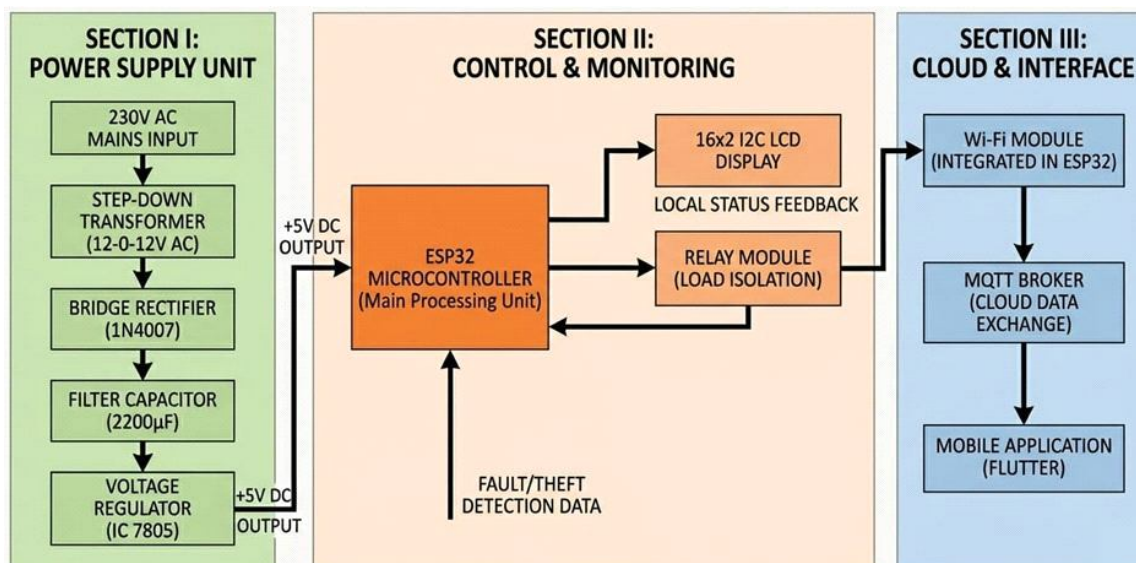 SECTION I:
POWER SUPPLY UNIT
230V AC
MAINS INPUT
STEP-DOWN
TRANSFORMER
(12-0-12V AC)
BRIDGE RECTIFIER
(1N4007)
FILTER CAPACITOR
(2200µF)
VOLTAGE
REGULATOR
(IC 7805)
+5V DC
OUTPUT
+5V DC
OUTPUT
SECTION II:
CONTROL & MONITORING
ESP32
MICROCONTROLLER
(Main Processing Unit)
16x2 I2C LCD
DISPLAY
LOCAL STATUS FEEDBACK
RELAY MODULE
(LOAD ISOLATION)
FAULT/THEFT
DETECTION DATA
SECTION III:
CLOUD & INTERFACE
Wi-Fi MODULE
(INTEGRATED IN ESP32)
MQTT BROKER
(CLOUD DATA
EXCHANGE)
MOBILE APPLICATION
(FLUTTER)